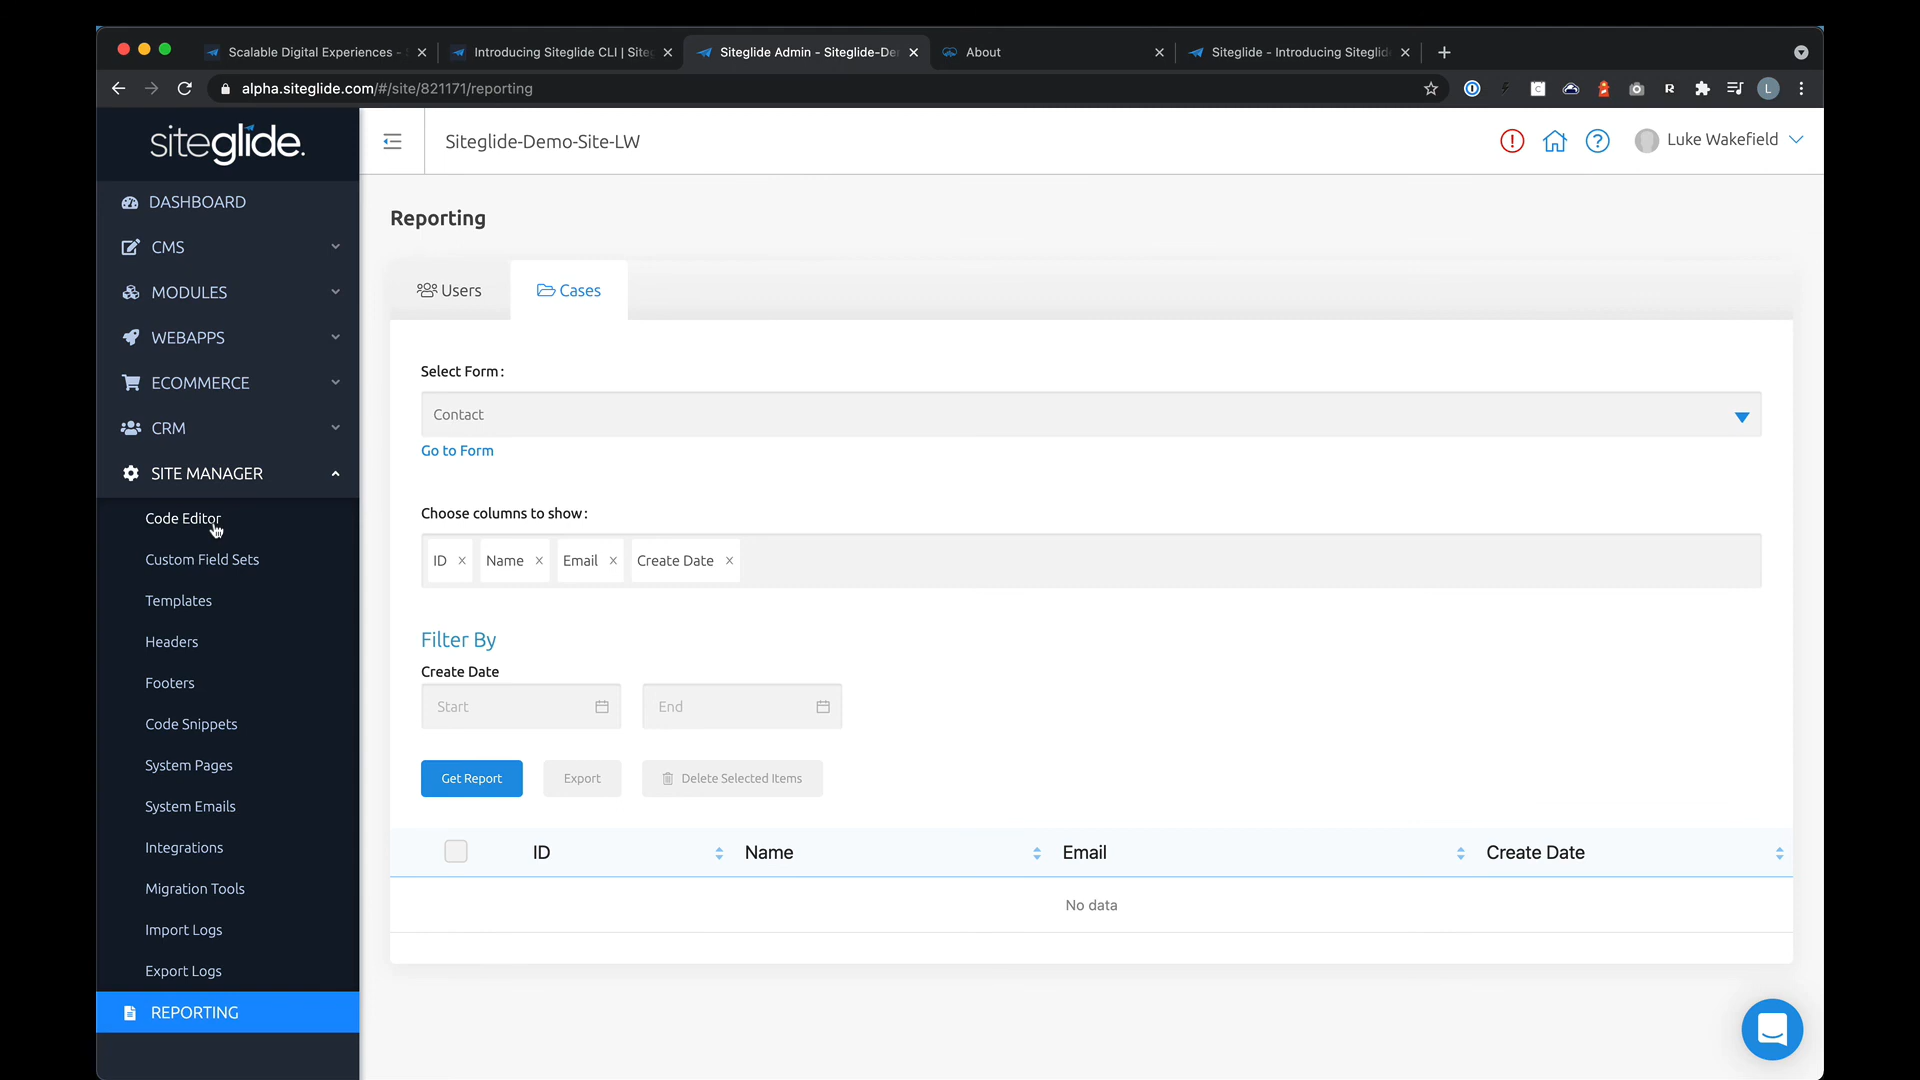 Scalable Digital Experiences -
Introducing Siteglide CLI | Siteg
Siteglide Admin - Siteglide-De
About
Siteglide - Introducing Siteglid
alpha.siteglide.com/#/site/821171/reporting
siteglide.
Siteglide-Demo-Site-LW
Luke Wakefield
DASHBOARD
CMS
MODULES
WEBAPPS
ECOMMERCE
CRM
SITE MANAGER
Code Editor
Custom Field Sets
Templates
Headers
Footers
Code Snippets
System Pages
System Emails
Integrations
Migration Tools
Import Logs
Export Logs
REPORTING
Reporting
Users
Cases
Select Form:
Contact
Go to Form
Choose columns to show:
ID × Name × Email × Create Date ×
Filter By
Create Date
Start
End
Get Report
Export
Delete Selected Items
ID Name Email Create Date
No data